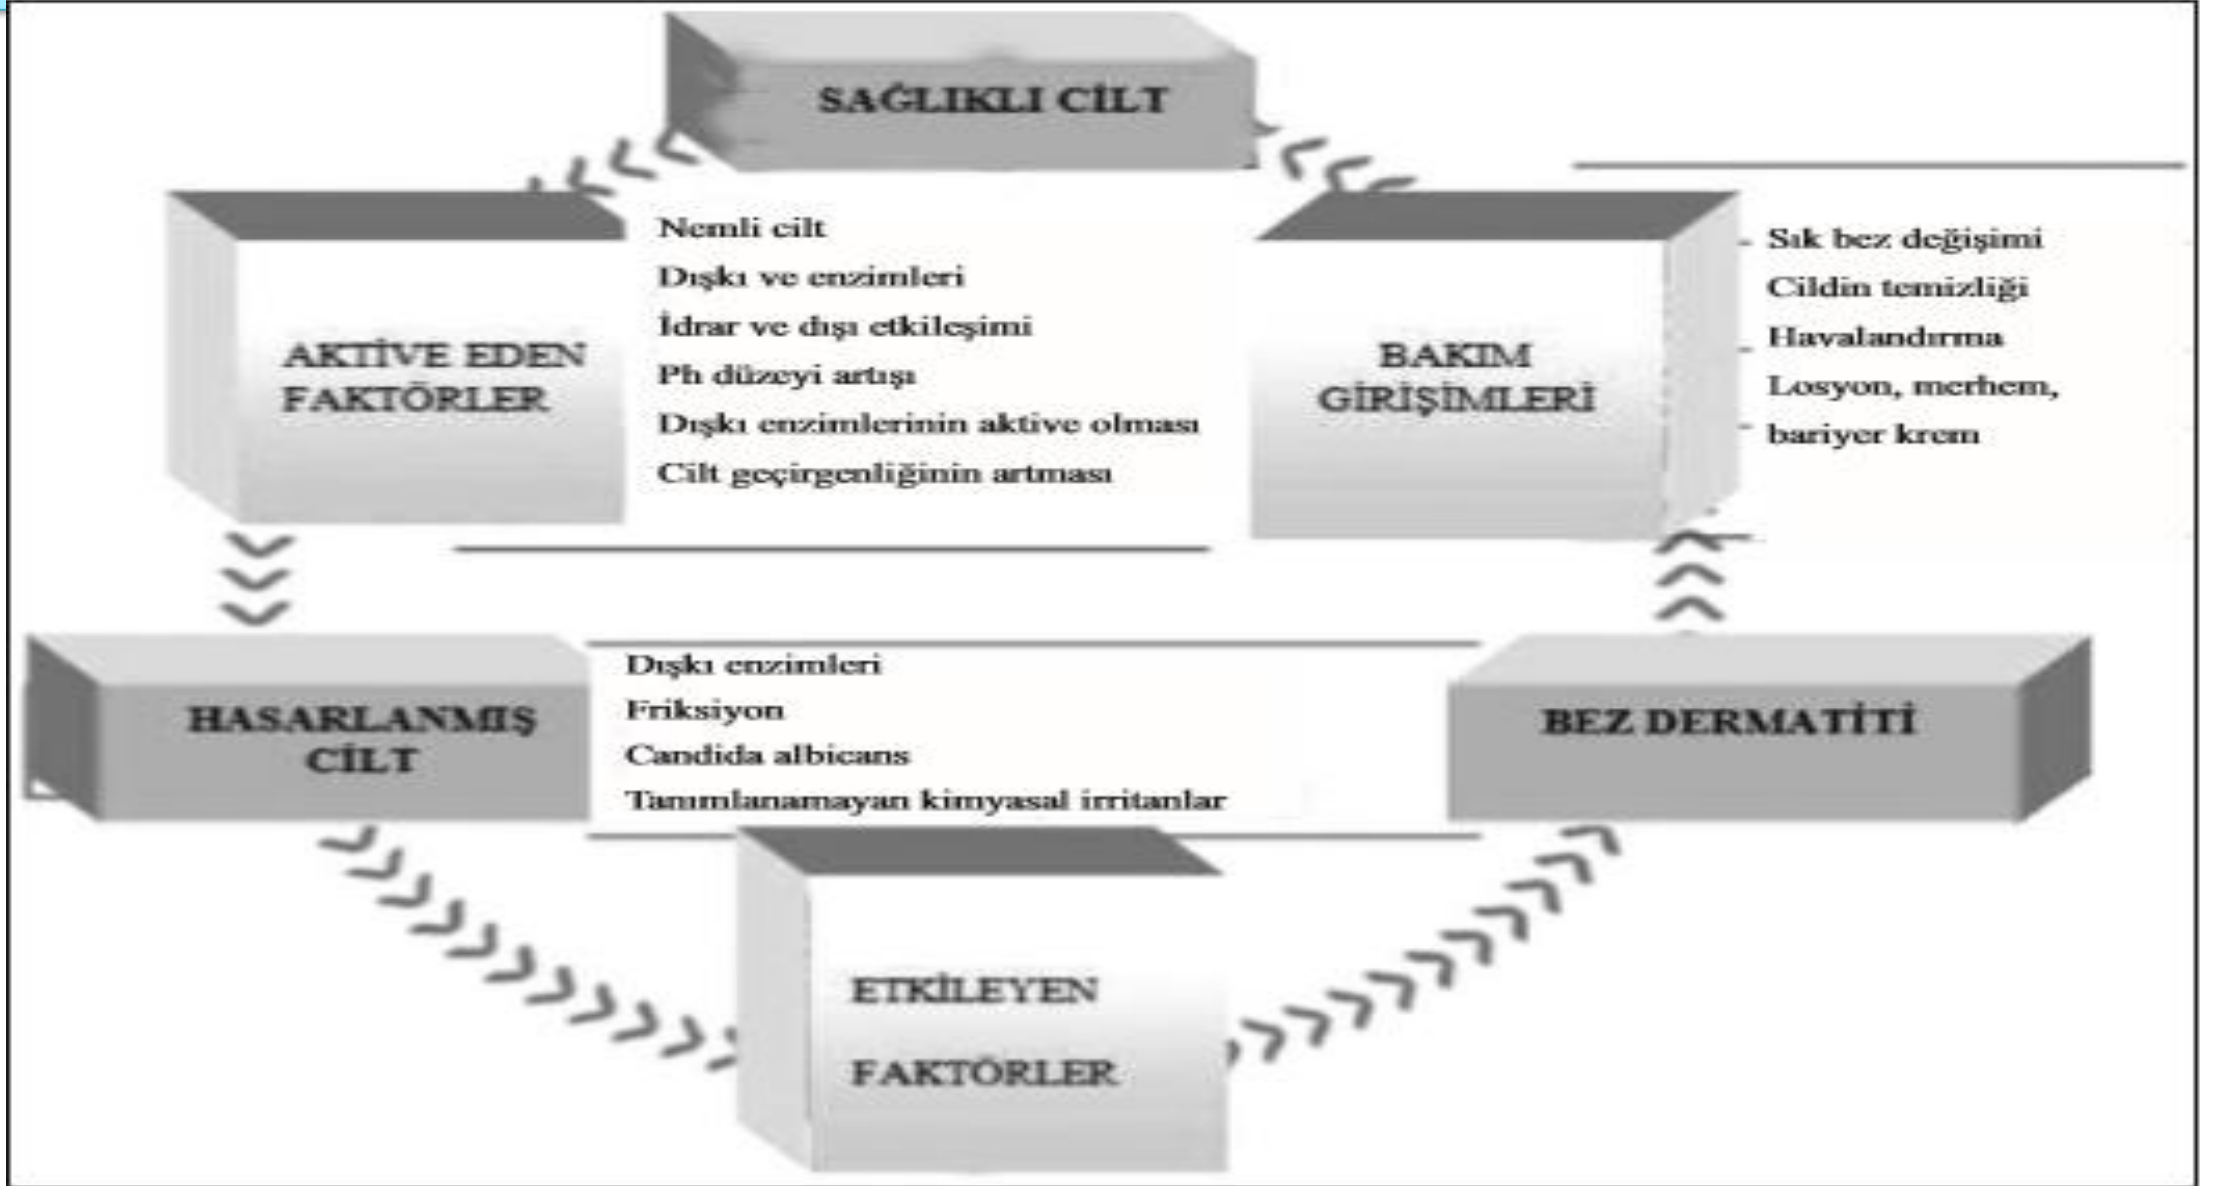 SAĞLIKLI CİLT
AKTİVE EDEN
FAKTÖRLER
Nemli cilt
Dışkı ve enzimleri
İdrar ve dışı etkileşimi
Ph düzeyi artışı
Dışkı enzimlerinin aktive olması
Cilt geçirgenliğinin artması
BAKIM
GİRİŞİMLERİ
- Sık bez değişimi
Cildin temizliği
- Havalandırma
Losyon, merhem,
- bariyer krem
HASARLANMIŞ
CİLT
Dışkı enzimleri
Friksiyon
Candida albicans
Tanımlanamayan kimyasal irritanlar
BEZ DERMATİTİ
ETKİLEYEN
FAKTÖRLER